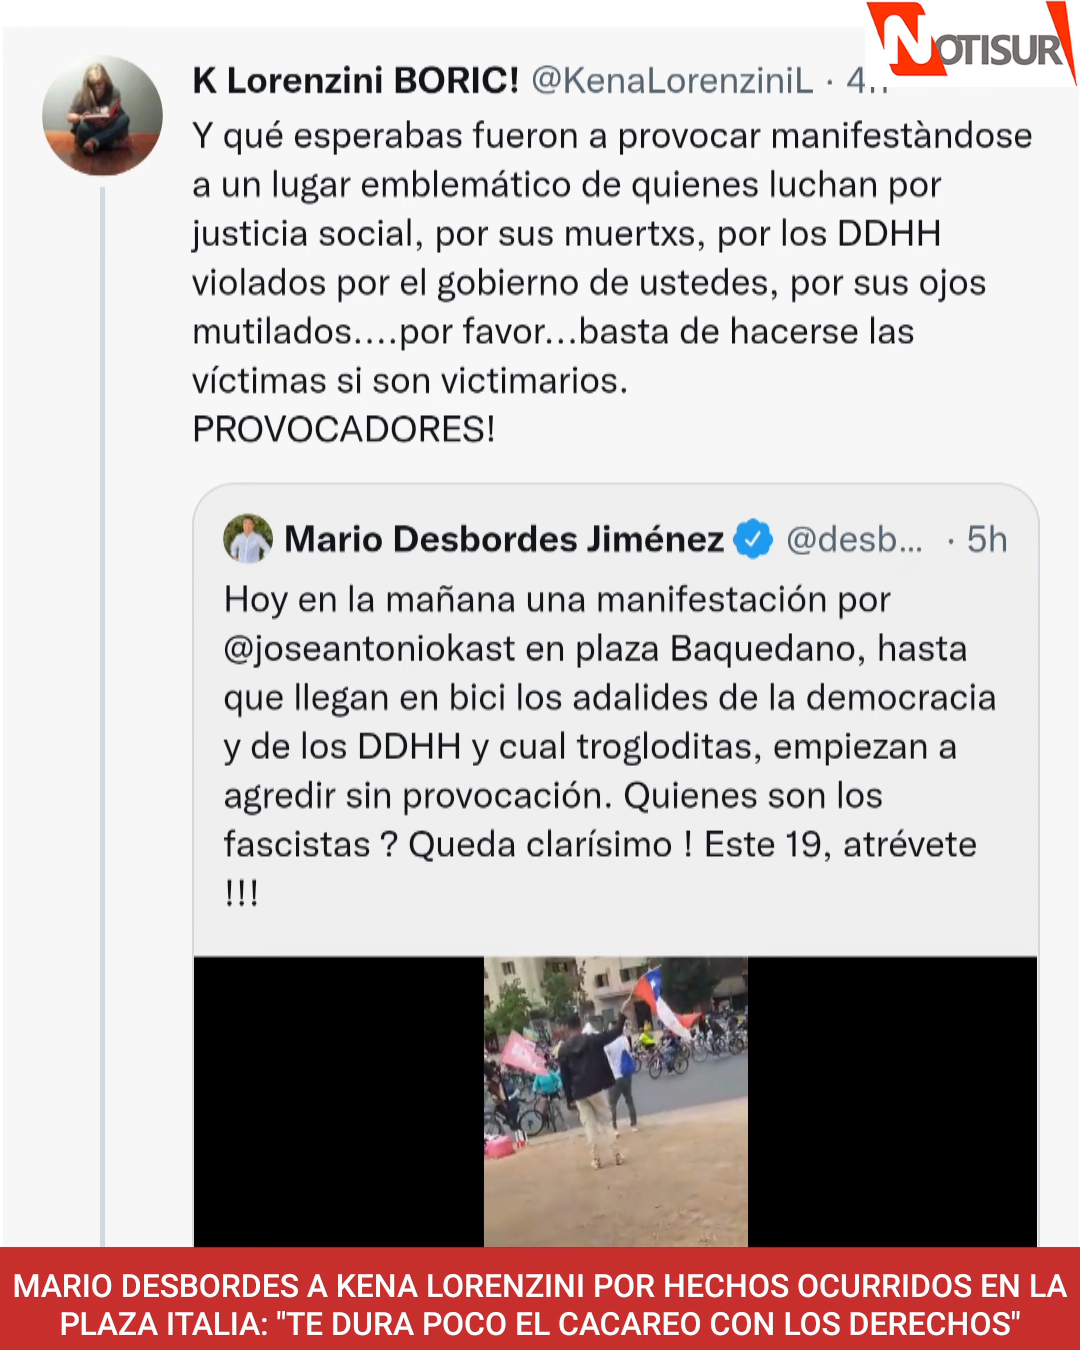 NOTISUR
K Lorenzini BORIC! @KenaLorenziniL · 4
Y qué esperabas fueron a provocar manifestàndose
a un lugar emblemático de quienes luchan por
justicia social, por sus muertxs, por los DDHH
violados por el gobierno de ustedes, por sus ojos
mutilados....por favor...basta de hacerse las
víctimas si son victimarios.
PROVOCADORES!
Mario Desbordes Jiménez @desb... · 5h
Hoy en la mañana una manifestación por
@joseantoniokast en plaza Baquedano, hasta
que llegan en bici los adalides de la democracia
y de los DDHH y cual trogloditas, empiezan a
agredir sin provocación. Quienes son los
fascistas ? Queda clarísimo ! Este 19, atrévete
!!!
MARIO DESBORDES A KENA LORENZINI POR HECHOS OCURRIDOS EN LA
PLAZA ITALIA: "TE DURA POCO EL CACAREO CON LOS DERECHOS"